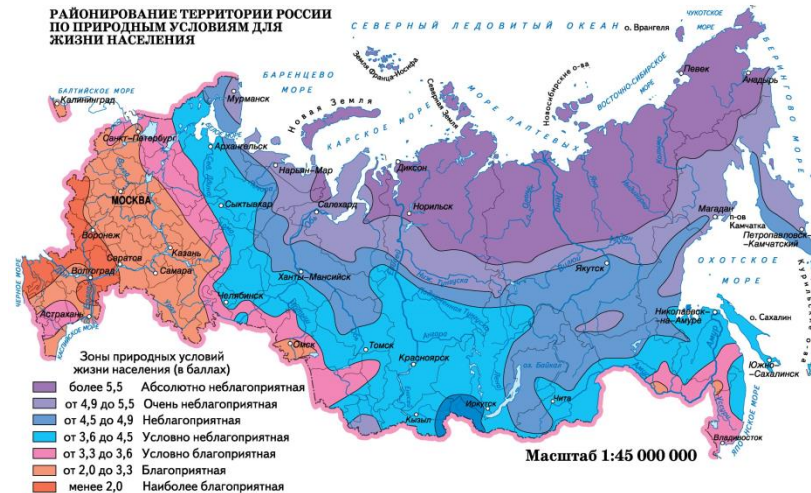 РАЙОНИРОВАНИЕ ТЕРРИТОРИИ РОССИИ
ПО ПРИРОДНЫМ УСЛОВИЯМ ДЛЯ
ЖИЗНИ НАСЕЛЕНИЯ
СЕВЕРНЫЙ ЛЕДОВИТЫЙ ОКЕАН
о. Врангеля
ЧУКОТСКОЕ
МОРЕ
БЕРИНГОВО МОРЕ
ВОСТОЧНО-СИБИРСКОЕ
МОРЕ
Новосибирские о-ва
МОРЕ ЛАПТЕВЫХ
Северная
Земля
Земля Франца-Иосифа
БАРЕНЦЕВО
МОРЕ
Новая Земля
КАРСКОЕ МОРЕ
БАЛТИЙСКОЕ МОРЕ
Калининград
Мурманск
Певек
Анадырь
Санкт-Петербург
Архангельск
Нарьян-Мар
Диксон
Салехард
Норильск
МОСКВА
Сыктывкар
Магадан
п-ов
Камчатка
Петропавловск-
Камчатский
Воронеж
Казань
Саратов
Самара
Волгоград
Ханты-Мансийск
Якутск
ОХОТСКОЕ
МОРЕ
ЧЕРНОЕ МОРЕ
Астрахань
КАСПИЙСКОЕ МОРЕ
Челябинск
Омск
Томск
Ангара
Красноярск
оз. Байкал
Иркутск
Кызыл
Чита
Николаевск-
на-Амуре
о. Сахалин
Амур
Уссури
Южно-
Сахалинск
Владивосток
ЯПОНСКОЕ МОРЕ
Зоны природных условий
жизни населения (в баллах)
более 5,5 Абсолютно неблагоприятная
от 4,9 до 5,5 Очень неблагоприятная
от 4,5 до 4,9 Неблагоприятная
от 3,6 до 4,5 Условно неблагоприятная
от 3,3 до 3,6 Условно благоприятная
от 2,0 до 3,3 Благоприятная
менее 2,0 Наиболее благоприятная
Масштаб 1:45 000 000